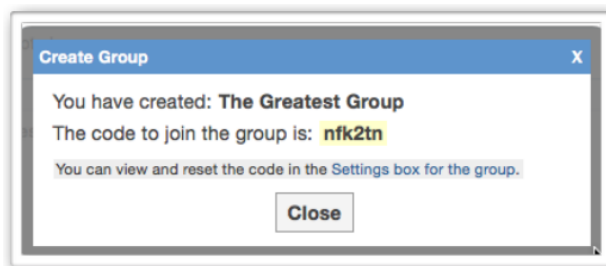 Create Group X
You have created: The Greatest Group
The code to join the group is: nfk2tn
You can view and reset the code in the Settings box for the group.
Close